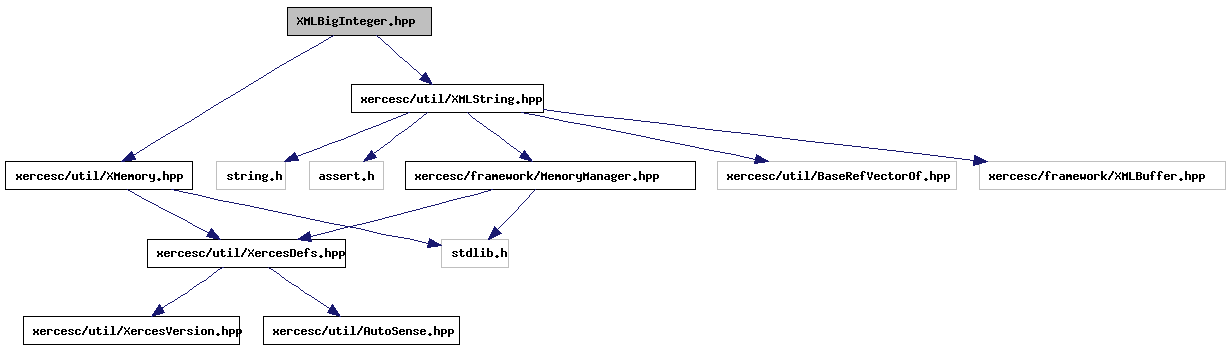 XMLBigInteger.hpp
xercesc/util/XMLString.hpp
xercesc/util/XMemory.hpp
string.h
assert.h
xercesc/framework/MemoryManager.hpp
xercesc/util/BaseRefVectorOf.hpp
xercesc/framework/XMLBuffer.hpp
xercesc/util/XercesDefs.hpp
stdlib.h
xercesc/util/XercesVersion.hpp
xercesc/util/AutoSense.hpp